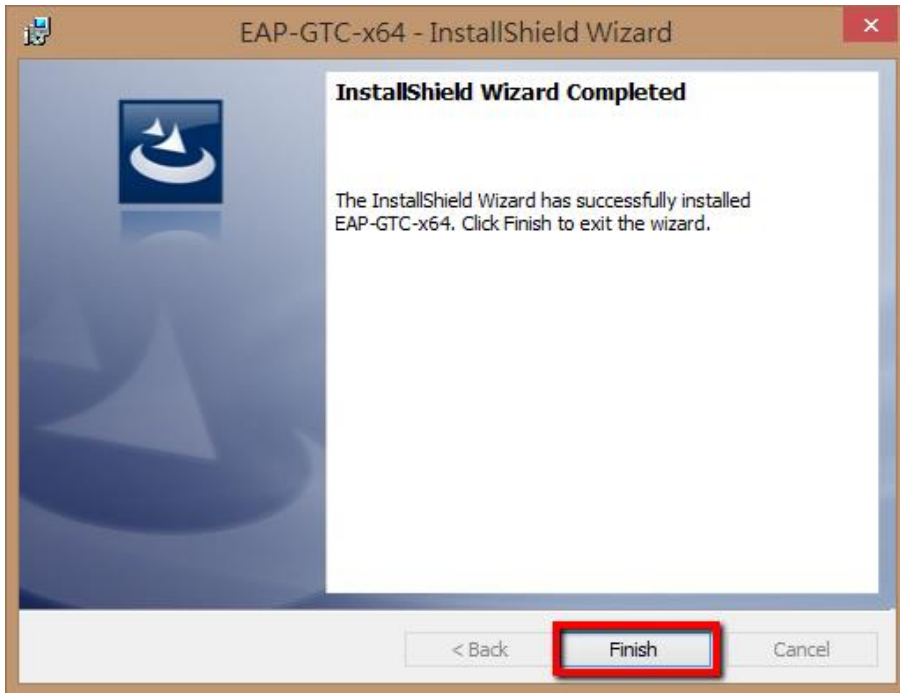 EAP-GTC-x64 - InstallShield Wizard
InstallShield Wizard Completed
The InstallShield Wizard has successfully installed
EAP-GTC-x64. Click Finish to exit the wizard.
< Back Finish Cancel